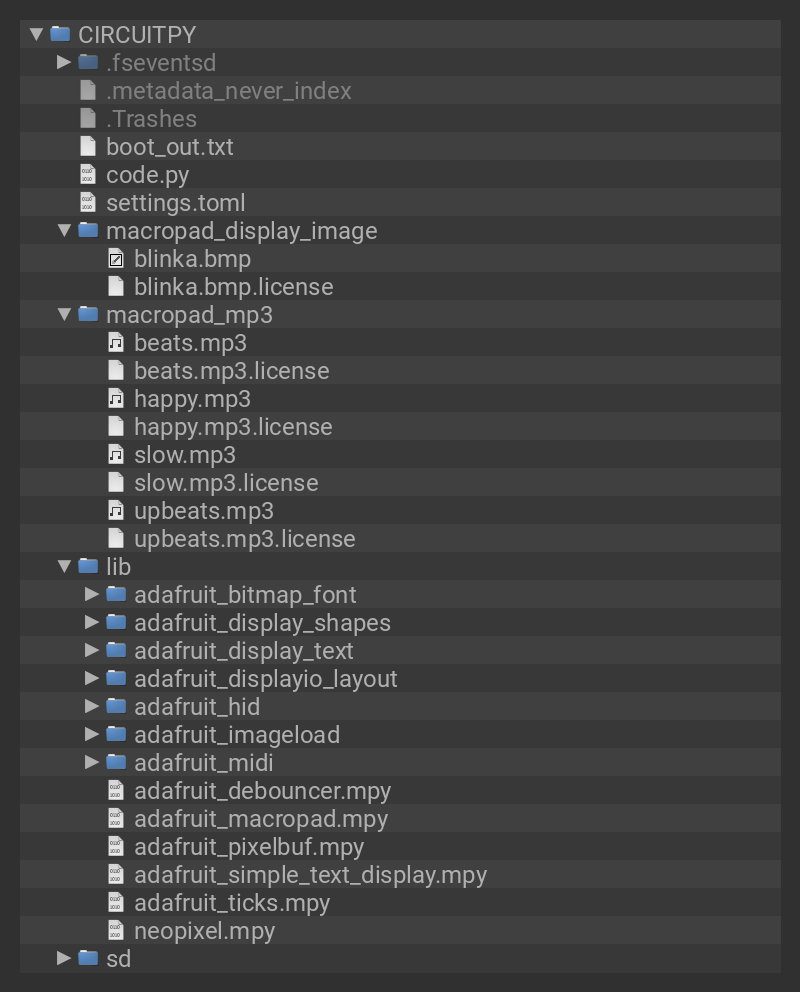 CIRCUITPY
.fseventsd
.metadata_never_index
.Trashes
boot_out.txt
code.py
settings.toml
macropad_display_image
blinka.bmp
blinka.bmp.license
macropad_mp3
beats.mp3
beats.mp3.license
happy.mp3
happy.mp3.license
slow.mp3
slow.mp3.license
upbeats.mp3
upbeats.mp3.license
lib
adafruit_bitmap_font
adafruit_display_shapes
adafruit_display_text
adafruit_displayio_layout
adafruit_hid
adafruit_imageload
adafruit_midi
adafruit_debouncer.mpy
adafruit_macropad.mpy
adafruit_pixelbuf.mpy
adafruit_simple_text_display.mpy
adafruit_ticks.mpy
neopixel.mpy
sd